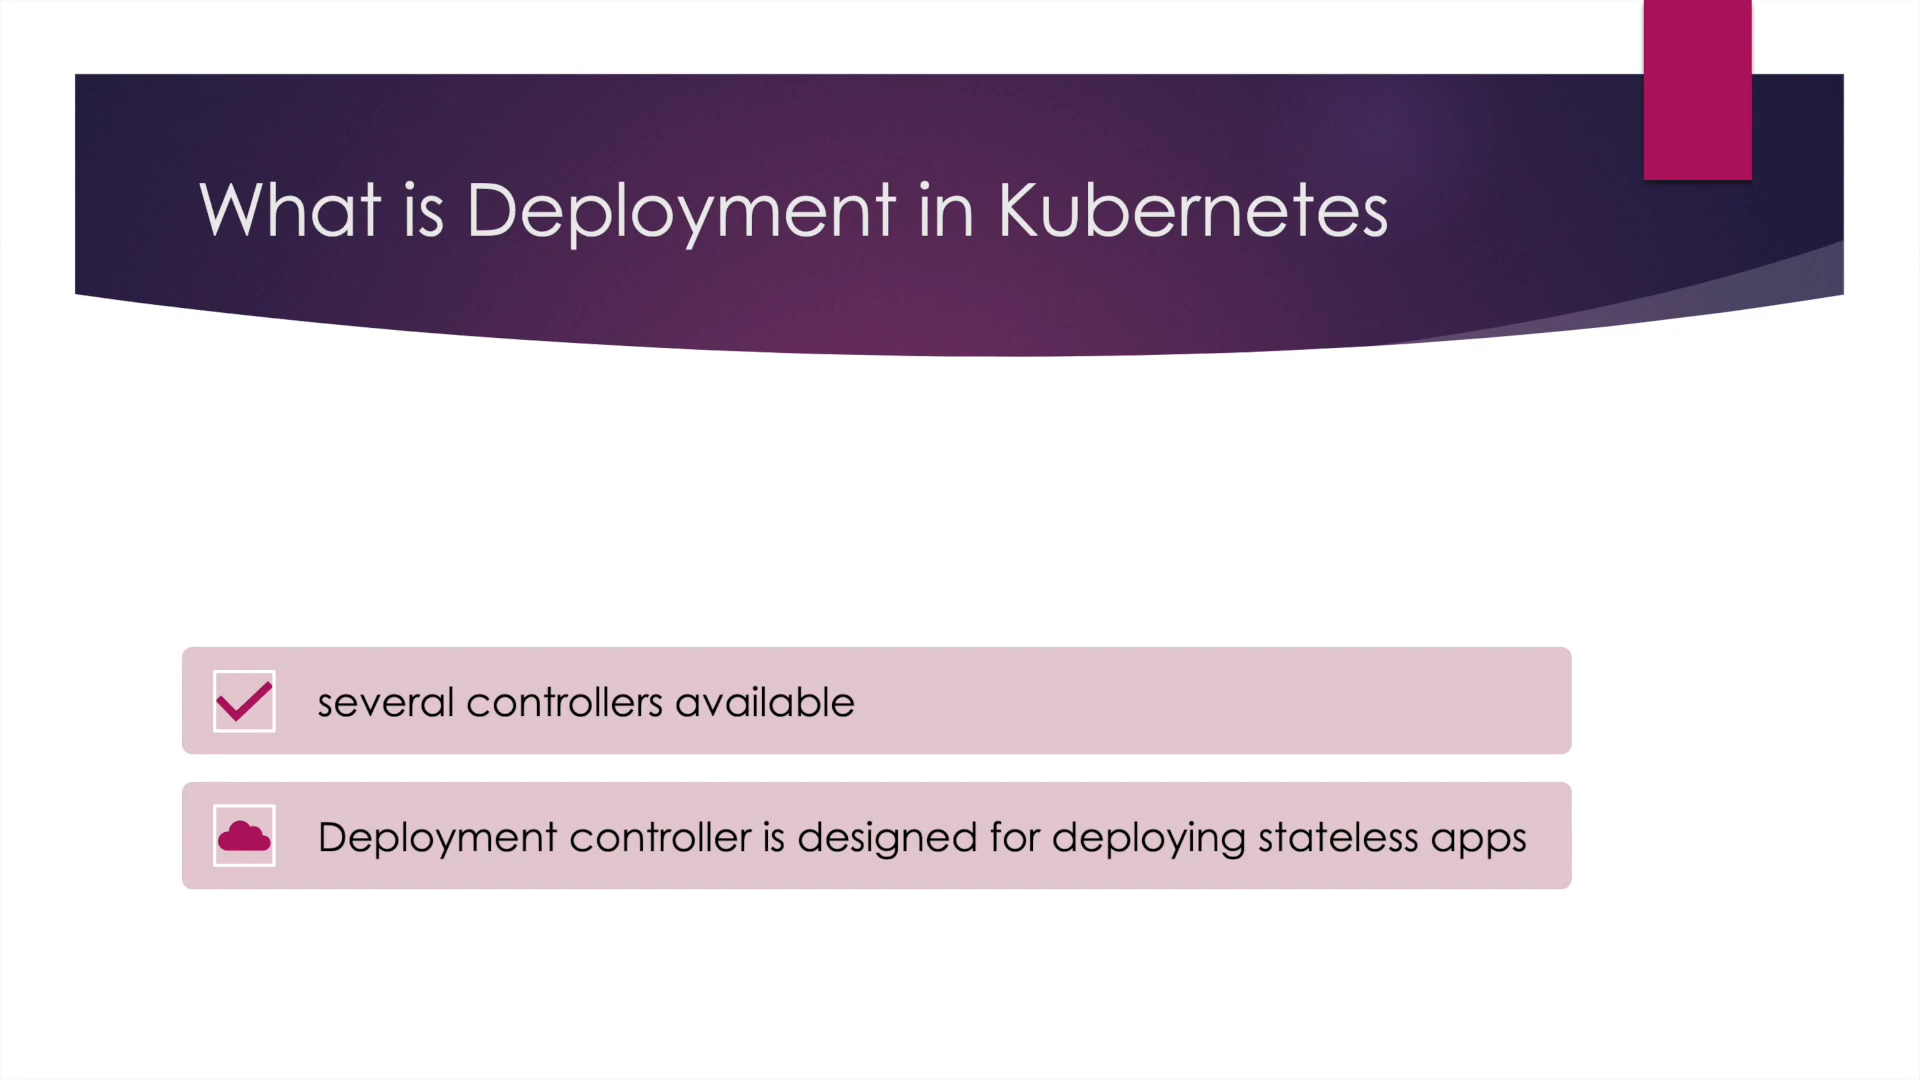 What is Deployment in Kubernetes
several controllers available
Deployment controller is designed for deploying stateless apps